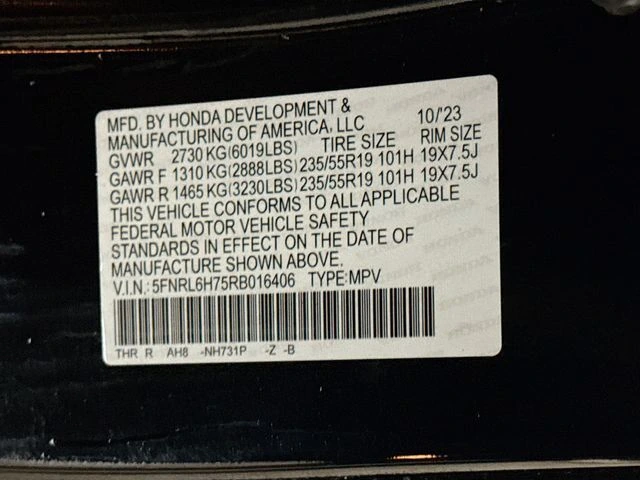 MFD. BY HONDA DEVELOPMENT &
MANUFACTURING OF AMERICA, LLC 10/'23
GVWR 2730 KG(6019LBS) TIRE SIZE RIM SIZE
GAWR F 1310 KG(2888LBS) 235/55R19 101H 19X7.5J
GAWR R 1465 KG(3230LBS) 235/55R19 101H 19X7.5J
THIS VEHICLE CONFORMS TO ALL APPLICABLE
FEDERAL MOTOR VEHICLE SAFETY
STANDARDS IN EFFECT ON THE DATE OF
MANUFACTURE SHOWN ABOVE.
V.I.N.: 5FNRL6H75RB016406 TYPE:MPV
THR R AH8 -NH731P -Z -B